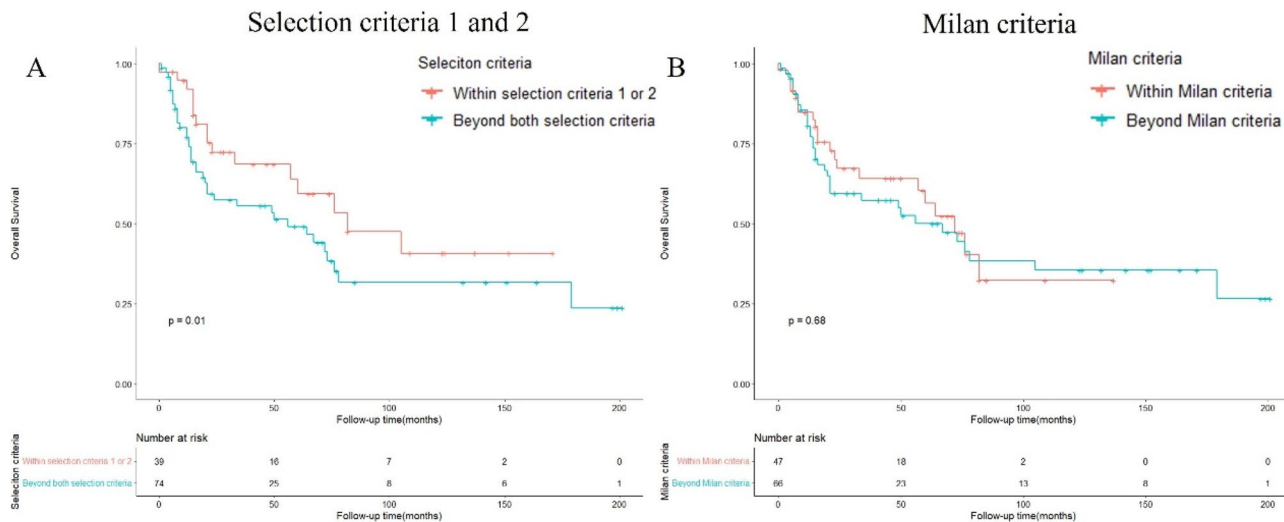 Selection criteria 1 and 2
A
Seleciton criteria
Within selection criteria 1 or 2
Beyond both selection criteria
1.00
0.75
0.50
0.25
0.00
Overall Survival
p = 0.01
0 50 100 150 200
Follow-up time(months)
Number at risk
Seleciton criteria
Within selection criteria 1 or 2 39 16 7 2 0
Beyond both selection criteria 74 25 8 6 1
0 50 100 150 200
Follow-up time(months)
Milan criteria
B
Milan criteria
Within Milan criteria
Beyond Milan criteria
1.00
0.75
0.50
0.25
0.00
Overall Survival
p = 0.68
0 50 100 150 200
Follow-up time(months)
Number at risk
Milan criteria
Within Milan criteria 47 18 2 0 0
Beyond Milan criteria 66 23 13 8 1
0 50 100 150 200
Follow-up time(months)